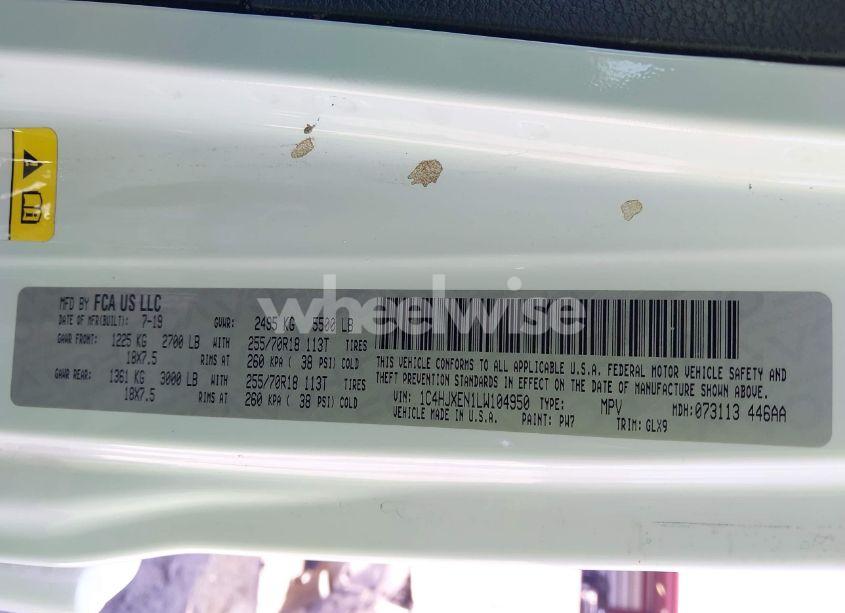 wheelwise
MFD BY FCA US LLC
DATE OF MFR(BUILT): 7-19 GVWR: 2495 KG 5500 LB
GAWR FRONT: 1225 KG 2700 LB WITH 255/70R18 113T TIRES
18X7.5 RIMS AT 260 KPA ( 38 PSI) COLD
GAWR REAR: 1361 KG 3000 LB WITH 255/70R18 113T TIRES
18X7.5 RIMS AT 260 KPA ( 38 PSI) COLD
THIS VEHICLE CONFORMS TO ALL APPLICABLE U.S.A. FEDERAL MOTOR VEHICLE SAFETY AND
THEFT PREVENTION STANDARDS IN EFFECT ON THE DATE OF MANUFACTURE SHOWN ABOVE.
VIN: 1C4HJXEN1LW104950 TYPE: MPV MDH: 073113 446AA
VEHICLE MADE IN U.S.A. PAINT: PW7 TRIM: GLX9